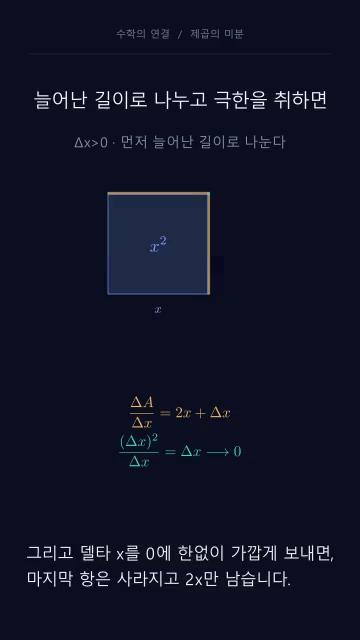 수학의 연결 / 제곱의 미분
늘어난 길이로 나누고 극한을 취하면
Δx>0 · 먼저 늘어난 길이로 나눈다
x²
x
ΔA/Δx = 2x + Δx
(Δx)²/Δx = Δx ⟶ 0
그리고 델타 x를 0에 한없이 가깝게 보내면,
마지막 항은 사라지고 2x만 남습니다.